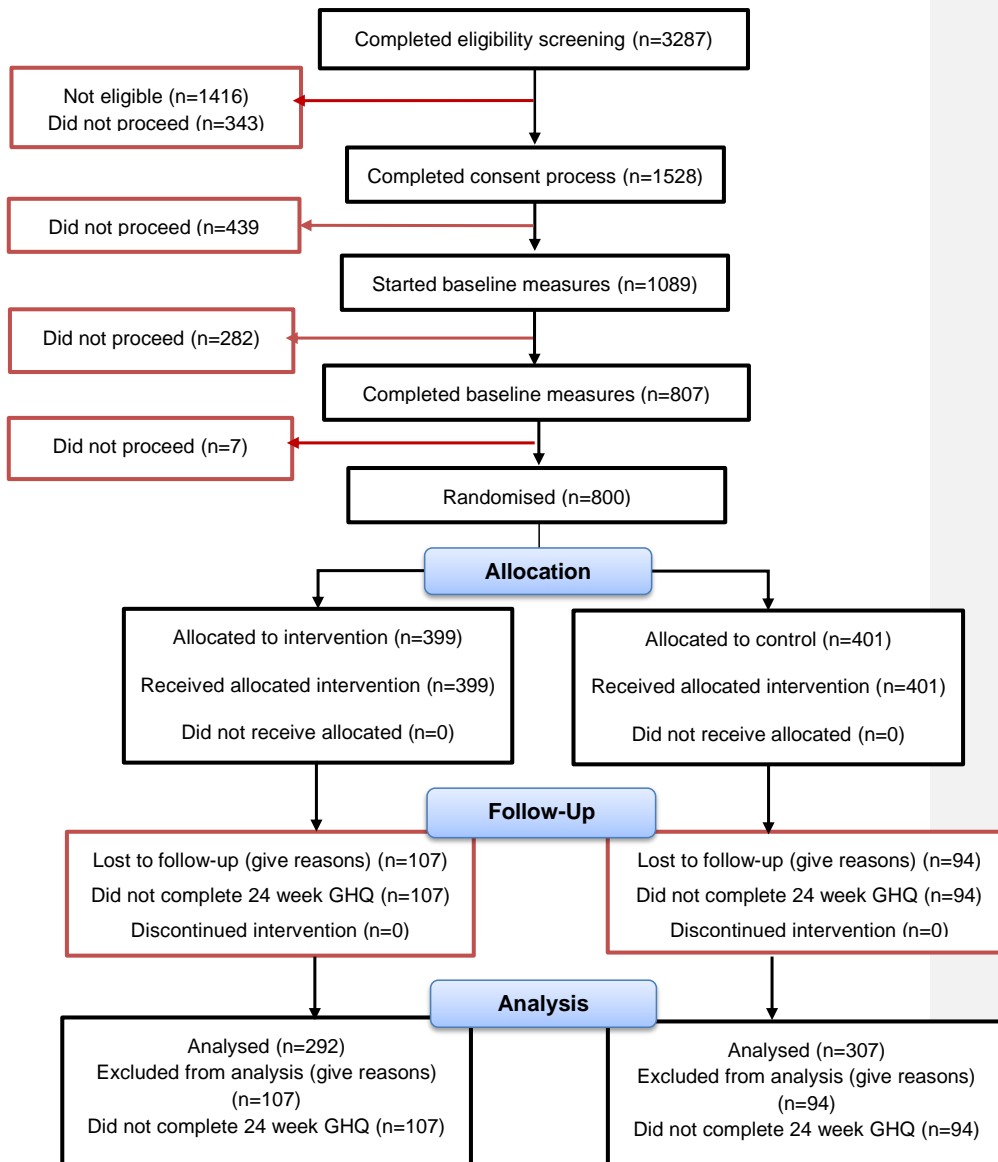 Completed eligibility screening (n=3287)
Not eligible (n=1416)
Did not proceed (n=343)
Completed consent process (n=1528)
Did not proceed (n=439
Started baseline measures (n=1089)
Did not proceed (n=282)
Completed baseline measures (n=807)
Did not proceed (n=7)
Randomised (n=800)
Allocation
Allocated to intervention (n=399)
Received allocated intervention (n=399)
Did not receive allocated (n=0)
Allocated to control (n=401)
Received allocated intervention (n=401)
Did not receive allocated (n=0)
Follow-Up
Lost to follow-up (give reasons) (n=107)
Did not complete 24 week GHQ (n=107)
Discontinued intervention (n=0)
Lost to follow-up (give reasons) (n=94)
Did not complete 24 week GHQ (n=94)
Discontinued intervention (n=0)
Analysis
Analysed (n=292)
Excluded from analysis (give reasons)
(n=107)
Did not complete 24 week GHQ (n=107)
Analysed (n=307)
Excluded from analysis (give reasons)
(n=94)
Did not complete 24 week GHQ (n=94)